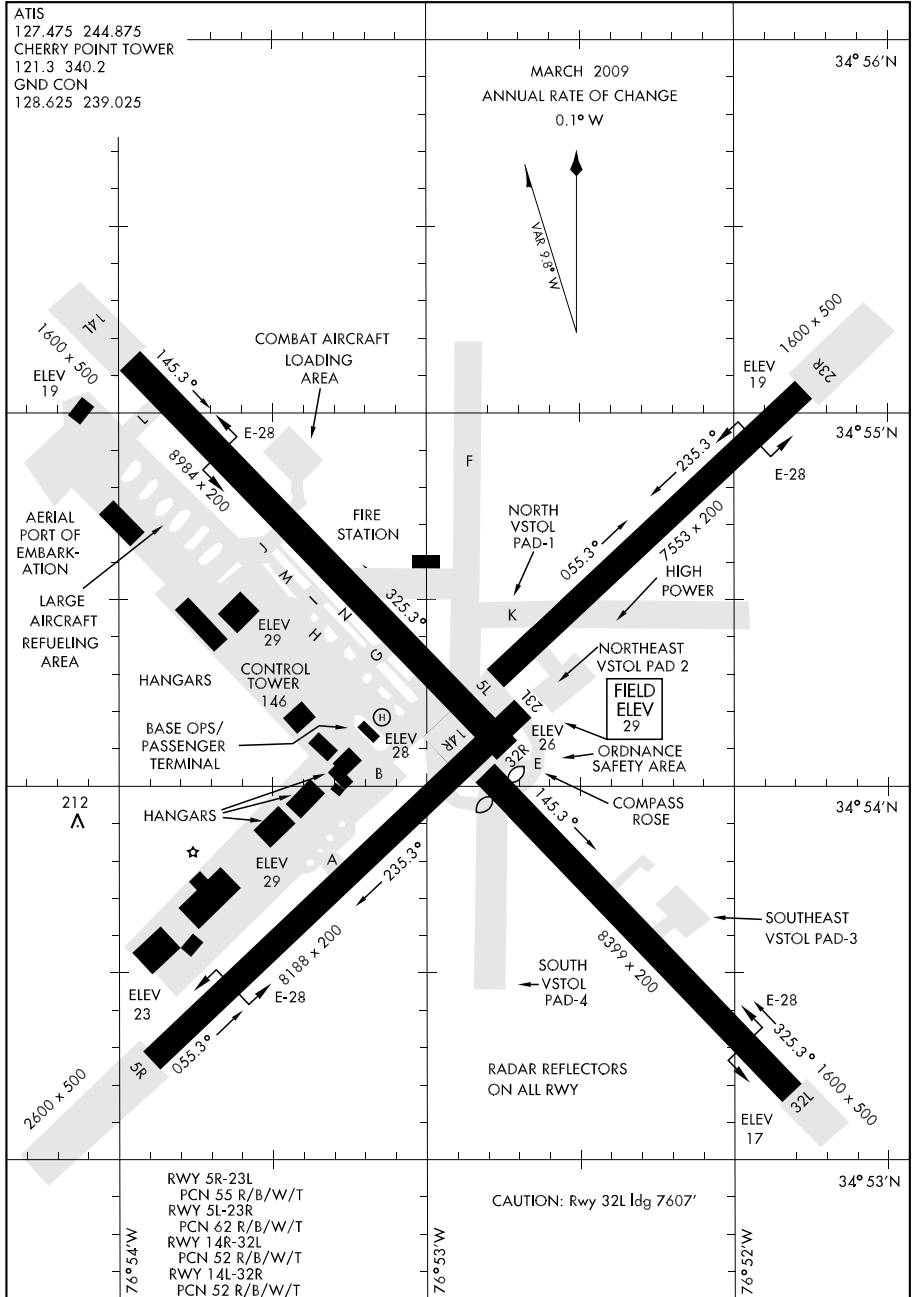 ATIS
127.475 244.875
CHERRY POINT TOWER
121.3 340.2
GND CON
128.625 239.025
MARCH 2009
ANNUAL RATE OF CHANGE
0.1° W
34° 56'N
VAR 9.8° W
14L
1600 x 500
ELEV
19
145.3°
COMBAT AIRCRAFT
LOADING
AREA
E-28
L
8984 x 200
1600 x 500
23R
ELEV
19
34° 55'N
235.3°
E-28
F
055.3°
7553 x 200
AERIAL
PORT OF
EMBARK-
ATION
LARGE
AIRCRAFT
REFUELING
AREA
FIRE
STATION
NORTH
VSTOL
PAD-1
HIGH
POWER
K
J
W
I
N
H
G
325.3°
ELEV
29
HANGARS
CONTROL
TOWER
146
NORTHEAST
VSTOL PAD 2
FIELD
ELEV
29
5L
23L
H
BASE OPS/
PASSENGER
TERMINAL
ELEV
28
14R
32R
ELEV
26
E
ORDNANCE
SAFETY AREA
B
COMPASS
ROSE
34° 54'N
212
HANGARS
145.3°
ELEV
29
A
235.3°
8188 x 200
8399 x 200
SOUTHEAST
VSTOL PAD-3
SOUTH
VSTOL
PAD-4
ELEV
23
E-28
055.3°
5R
2600 x 500
E-28
325.3°
1600 x 500
32L
ELEV
17
RADAR REFLECTORS
ON ALL RWY
34° 53'N
RWY 5R-23L
PCN 55 R/B/W/T
RWY 5L-23R
PCN 62 R/B/W/T
RWY 14R-32L
PCN 52 R/B/W/T
RWY 14L-32R
PCN 52 R/B/W/T
CAUTION: Rwy 32L ldg 7607'
76° 54'W
76° 53'W
76° 52'W